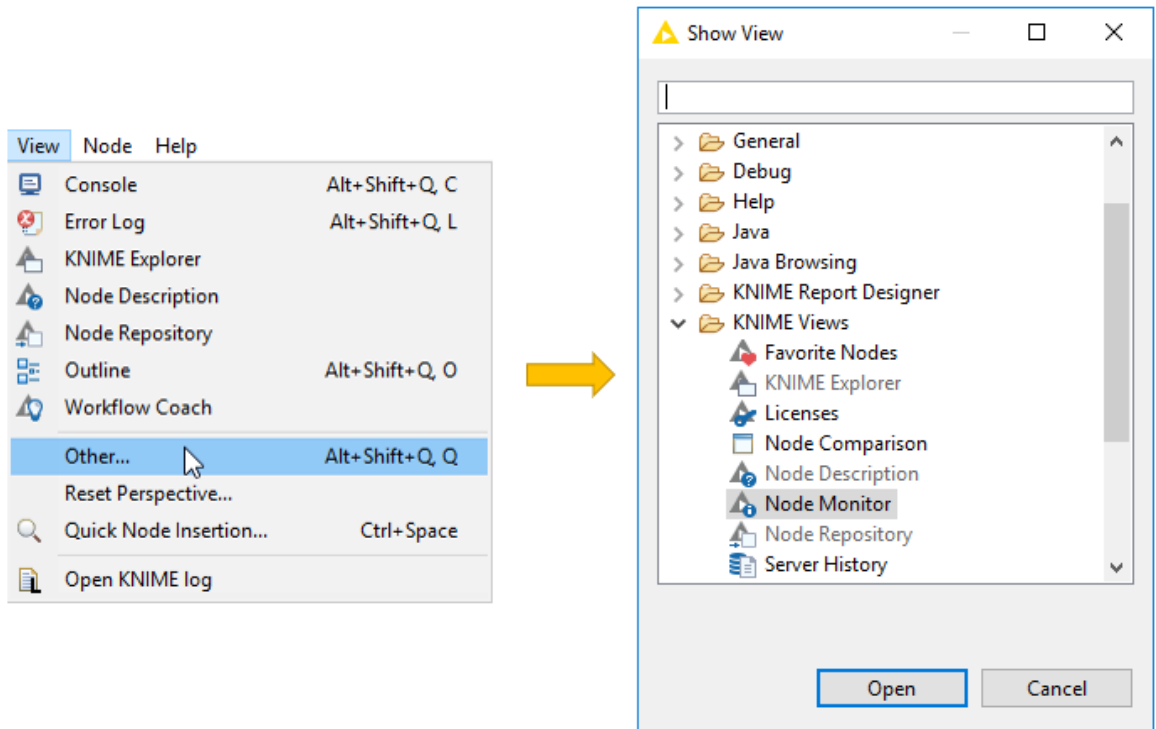 View Node Help
Console Alt+Shift+Q, C
Error Log Alt+Shift+Q, L
KNIME Explorer
Node Description
Node Repository
Outline Alt+Shift+Q, O
Workflow Coach
Other... Alt+Shift+Q, Q
Reset Perspective...
Quick Node Insertion... Ctrl+Space
Open KNIME log
Show View
General
Debug
Help
Java
Java Browsing
KNIME Report Designer
KNIME Views
Favorite Nodes
KNIME Explorer
Licenses
Node Comparison
Node Description
Node Monitor
Node Repository
Server History
Open Cancel